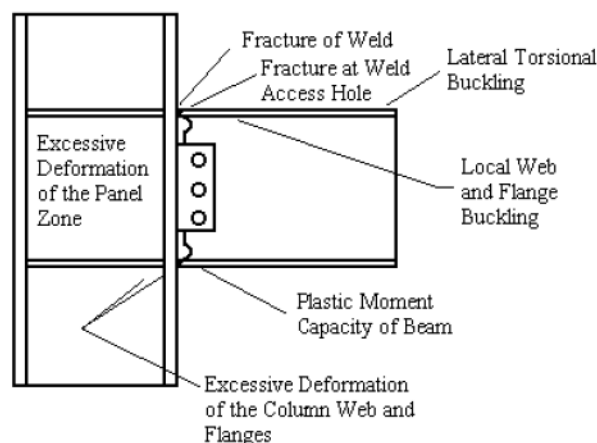 Fracture of Weld
Fracture at Weld
Access Hole
Lateral Torsional
Buckling
Excessive
Deformation
of the Panel
Zone
Local Web
and Flange
Buckling
Plastic Moment
Capacity of Beam
Excessive Deformation
of the Column Web and
Flanges